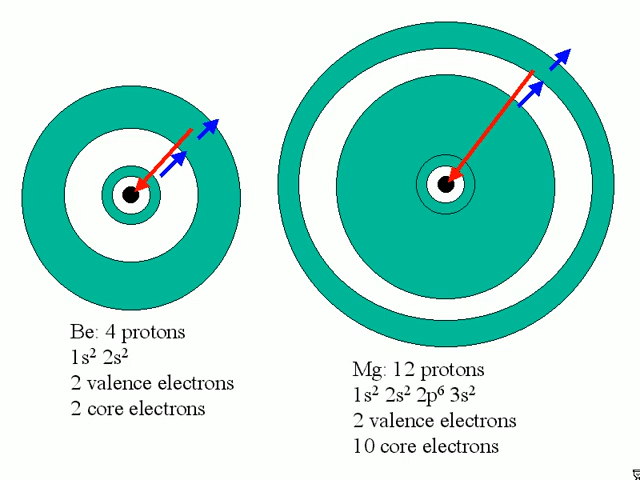 Be: 4 protons
1s² 2s²
2 valence electrons
2 core electrons
Mg: 12 protons
1s² 2s² 2p⁶ 3s²
2 valence electrons
10 core electrons